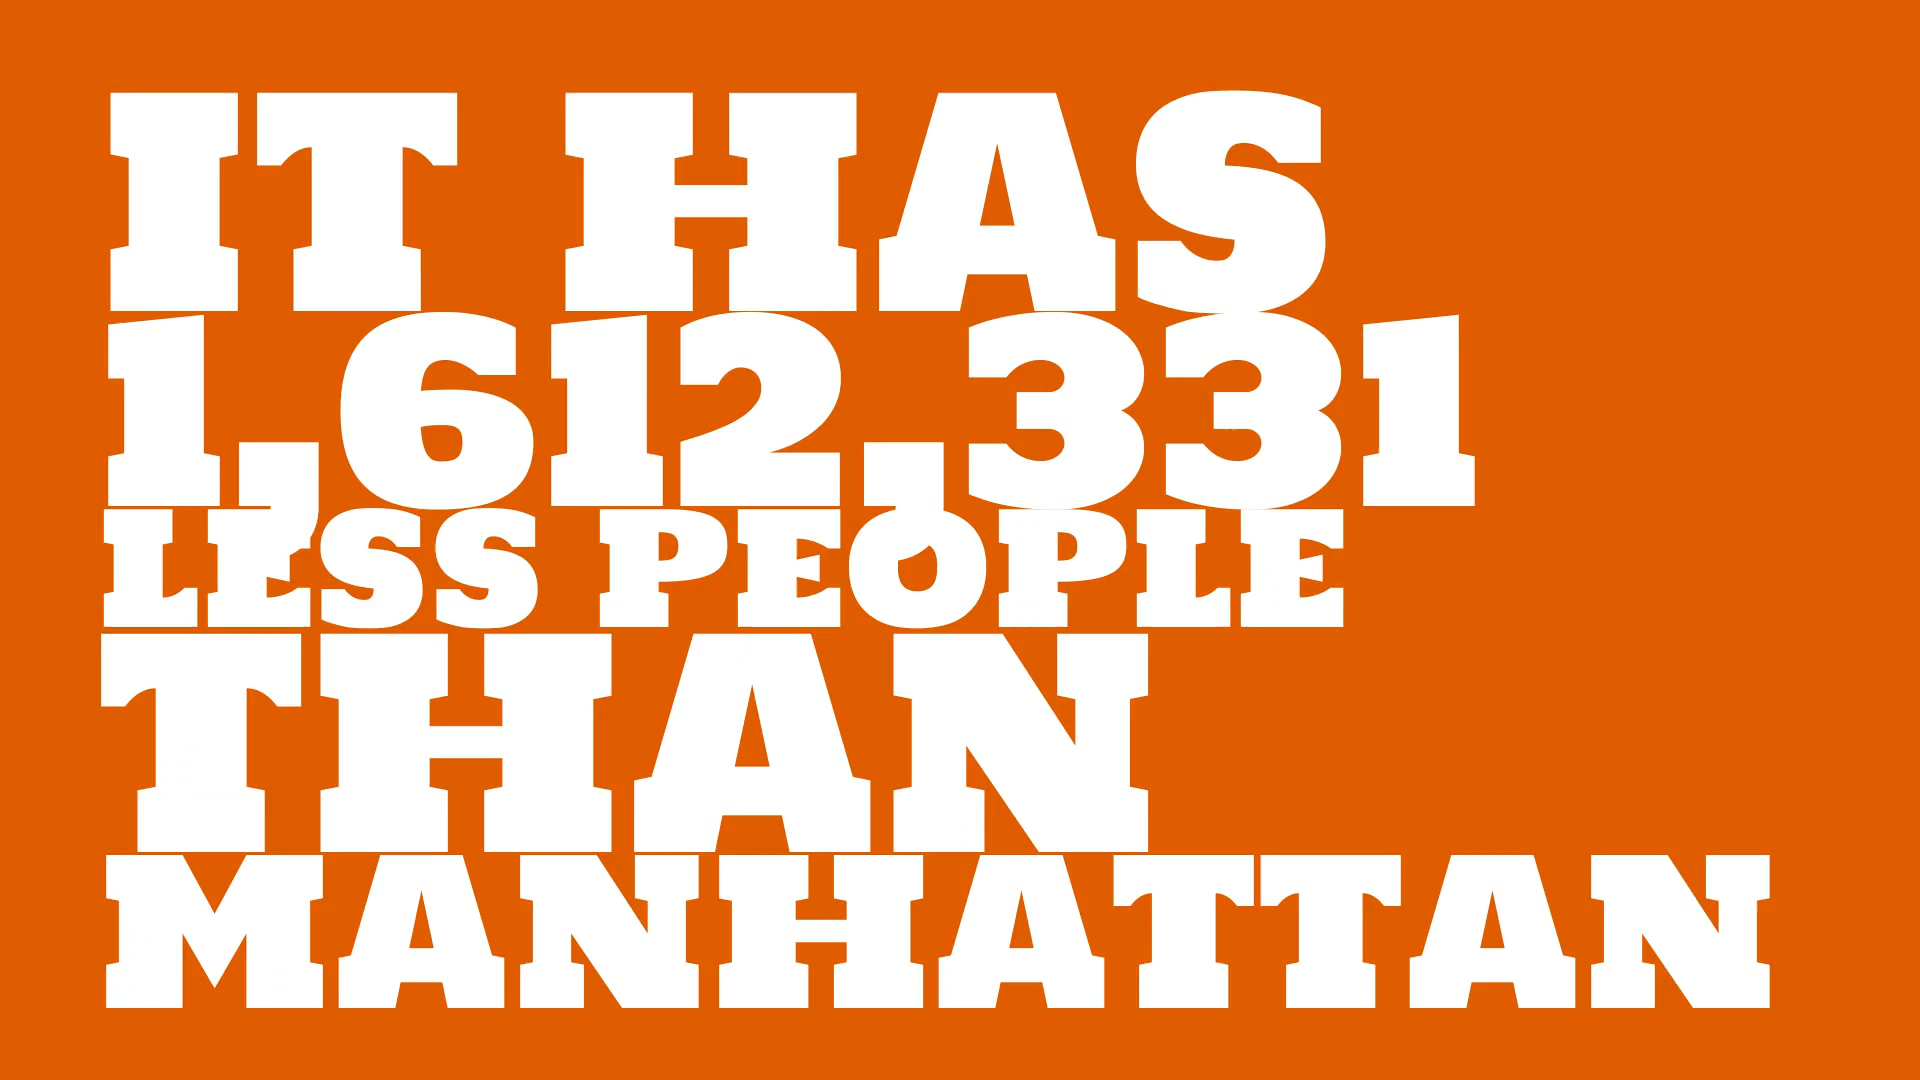 IT HAS
1,612,331
LESS PEOPLE
THAN
MANHATTAN